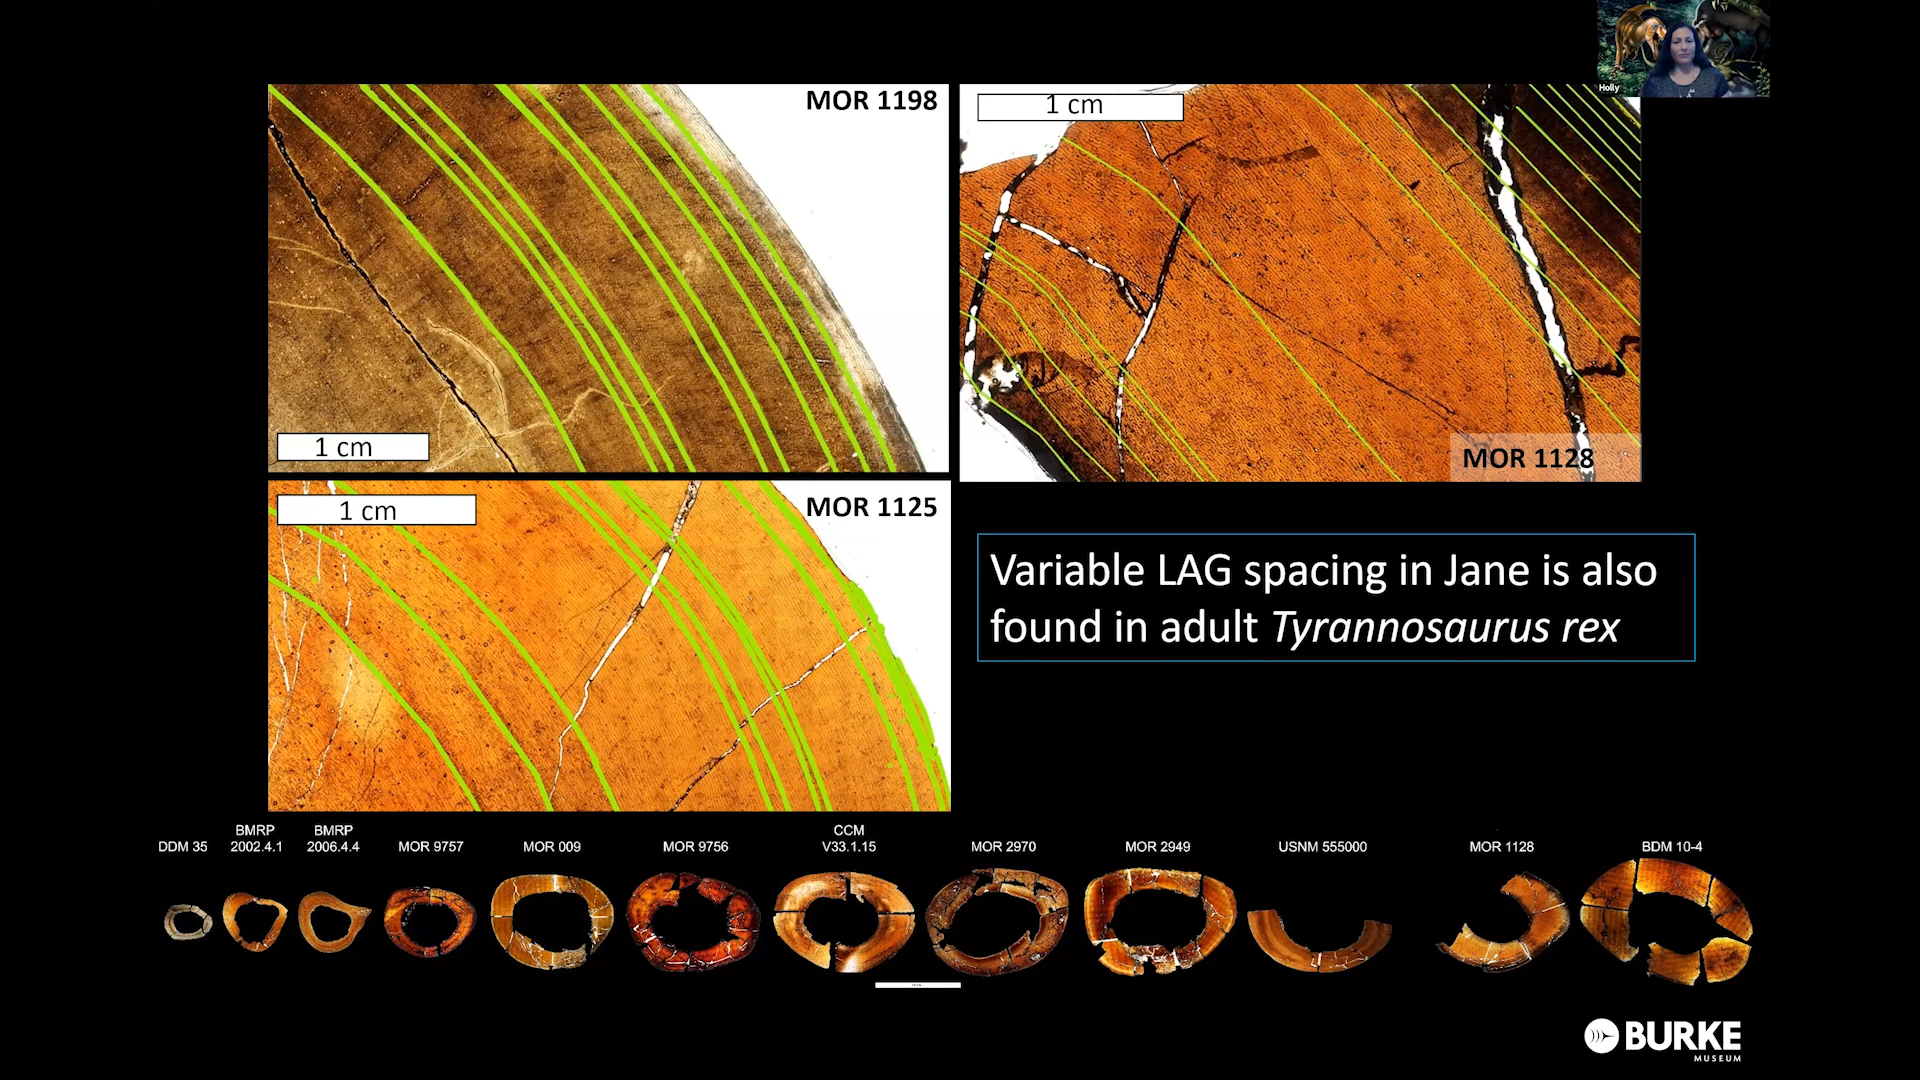 Holly
MOR 1198
1 cm
1 cm
MOR 1128
1 cm
MOR 1125
Variable LAG spacing in Jane is also
found in adult Tyrannosaurus rex
DDM 35
BMRP
2002.4.1
BMRP
2006.4.4
MOR 9757
MOR 009
MOR 9756
CCM
V33.1.15
MOR 2970
MOR 2949
USNM 555000
MOR 1128
BDM 10-4
BURKE
MUSEUM